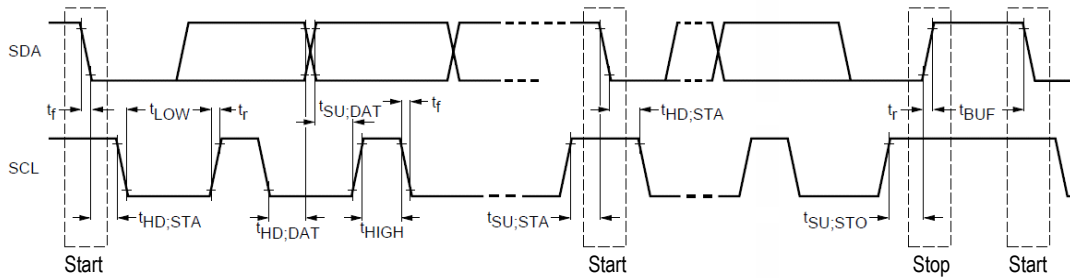 SDA
tf tLOW tr tSU;DAT tf tHD;STA tr tBUF
SCL
tHD;STA tHD;DAT tHIGH tSU;STA tSU;STO
Start Start Stop Start